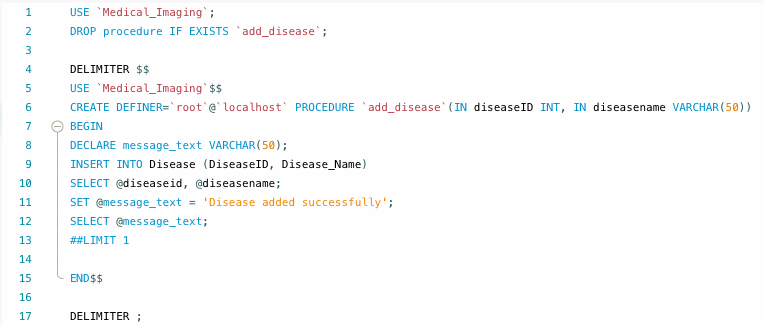 1 USE `Medical_Imaging`;
2 DROP procedure IF EXISTS `add_disease`;
3
4 DELIMITER $$
5 USE `Medical_Imaging`$$
6 CREATE DEFINER=`root`@`localhost` PROCEDURE `add_disease`(IN diseaseID INT, IN diseasename VARCHAR(50))
7 BEGIN
8 DECLARE message_text VARCHAR(50);
9 INSERT INTO Disease (DiseaseID, Disease_Name)
10 SELECT @diseaseid, @diseasename;
11 SET @message_text = 'Disease added successfully';
12 SELECT @message_text;
13 ##LIMIT 1
14
15 END$$
16
17 DELIMITER ;